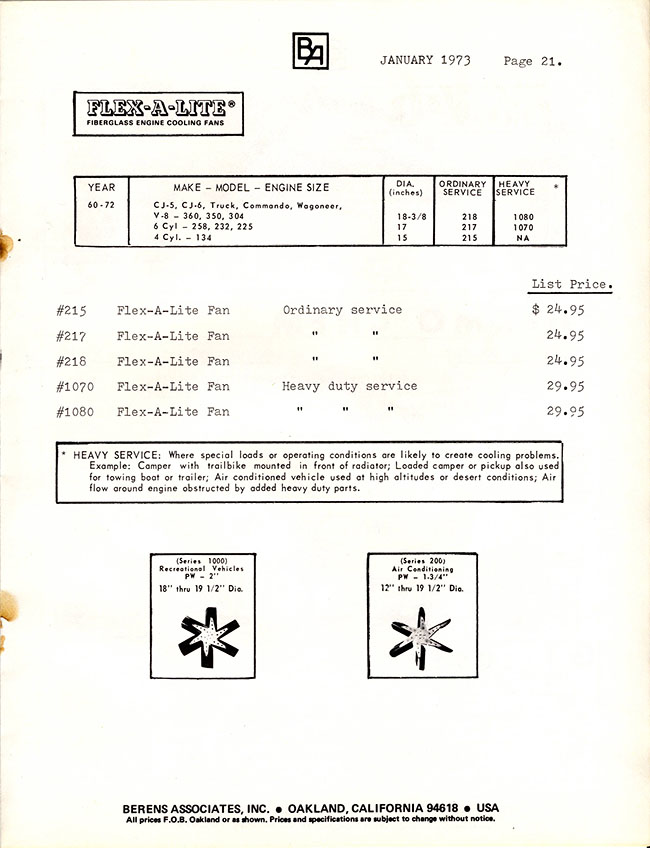 BA
JANUARY 1973 Page 21.
FLEX-A-LITE®
FIBERGLASS ENGINE COOLING FANS
YEAR MAKE – MODEL – ENGINE SIZE DIA. (inches) ORDINARY SERVICE HEAVY SERVICE *
60-72 CJ-5, CJ-6, Truck, Commando, Wagoneer,
V-8 – 360, 350, 304 18-3/8 218 1080
6 Cyl – 258, 232, 225 17 217 1070
4 Cyl. – 134 15 215 NA
List Price.
#215 Flex-A-Lite Fan Ordinary service $ 24.95
#217 Flex-A-Lite Fan " " 24.95
#218 Flex-A-Lite Fan " " 24.95
#1070 Flex-A-Lite Fan Heavy duty service 29.95
#1080 Flex-A-Lite Fan " " " 29.95
* HEAVY SERVICE: Where special loads or operating conditions are likely to create cooling problems.
Example: Camper with trailbike mounted in front of radiator; Loaded camper or pickup also used
for towing boat or trailer; Air conditioned vehicle used at high altitudes or desert conditions; Air
flow around engine obstructed by added heavy duty parts.
(Series 1000)
Recreational Vehicles
PW – 2"
18" thru 19 1/2" Dia.
(Series 200)
Air Conditioning
PW – 1-3/4"
12" thru 19 1/2" Dia.
BERENS ASSOCIATES, INC. ● OAKLAND, CALIFORNIA 94618 ● USA
All prices F.O.B. Oakland or as shown. Prices and specifications are subject to change without notice.